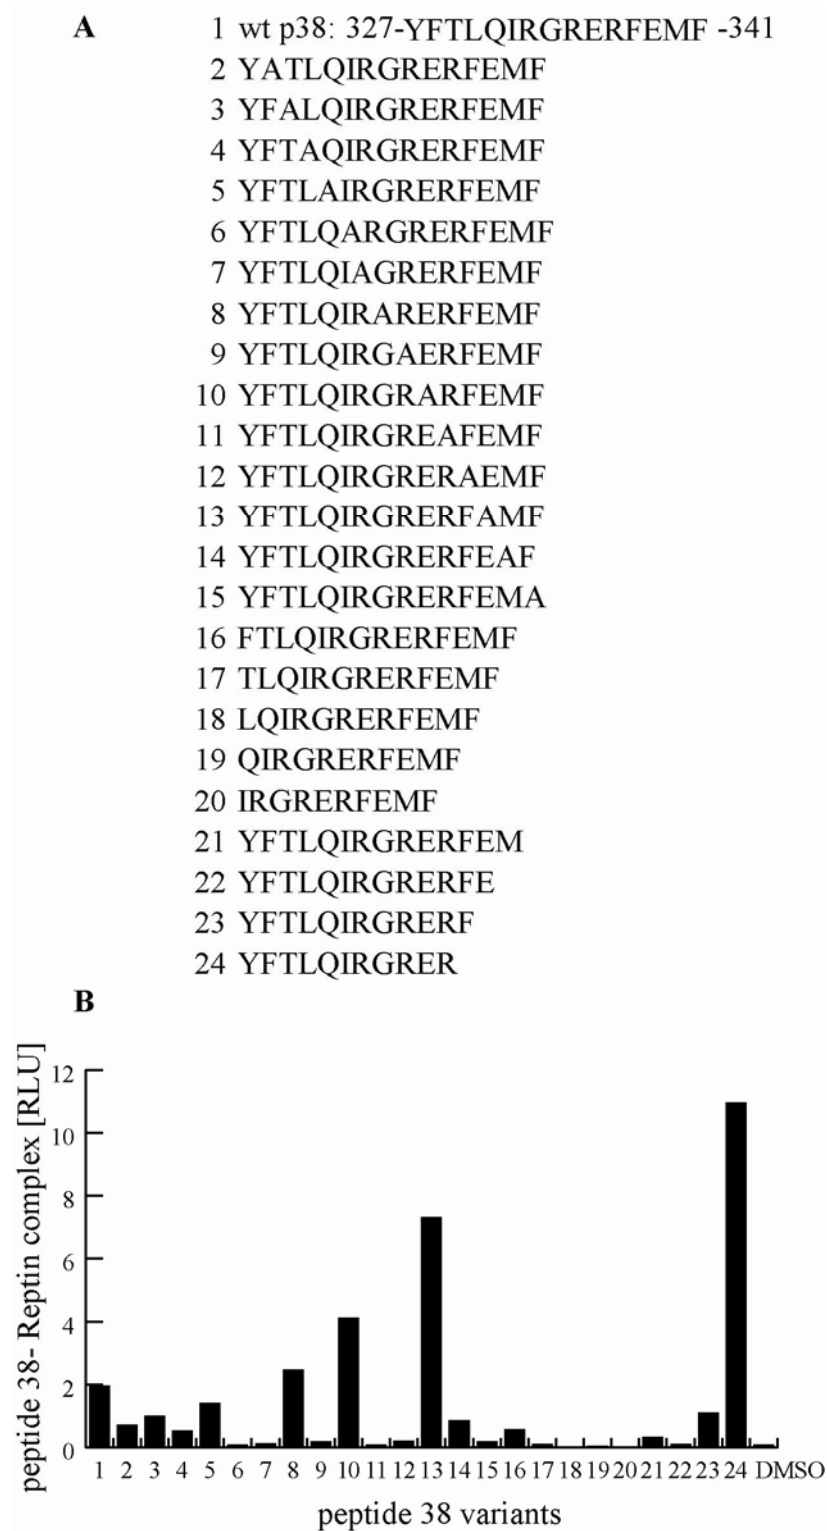 A
1 wt p38: 327-YFTLQIRGRERFEMF -341
2 YATLQIRGRERFEMF
3 YFALQIRGRERFEMF
4 YFTAQIRGRERFEMF
5 YFTLAIRGRERFEMF
6 YFTLQARGRERFEMF
7 YFTLQIAGRERFEMF
8 YFTLQIRARERFEMF
9 YFTLQIRGAERFEMF
10 YFTLQIRGRARFEMF
11 YFTLQIRGREAFEMF
12 YFTLQIRGRERAEMF
13 YFTLQIRGRERFAMF
14 YFTLQIRGRERFEAF
15 YFTLQIRGRERFEMA
16 FTLQIRGRERFEMF
17 TLQIRGRERFEMF
18 LQIRGRERFEMF
19 QIRGRERFEMF
20 IRGRERFEMF
21 YFTLQIRGRERFEM
22 YFTLQIRGRERFE
23 YFTLQIRGRERF
24 YFTLQIRGRER
B
peptide 38- Reptin complex [RLU]
12
10
8
6
4
2
0
1 2 3 4 5 6 7 8 9 10 11 12 13 14 15 16 17 18 19 20 21 22 23 24 DMSO
peptide 38 variants